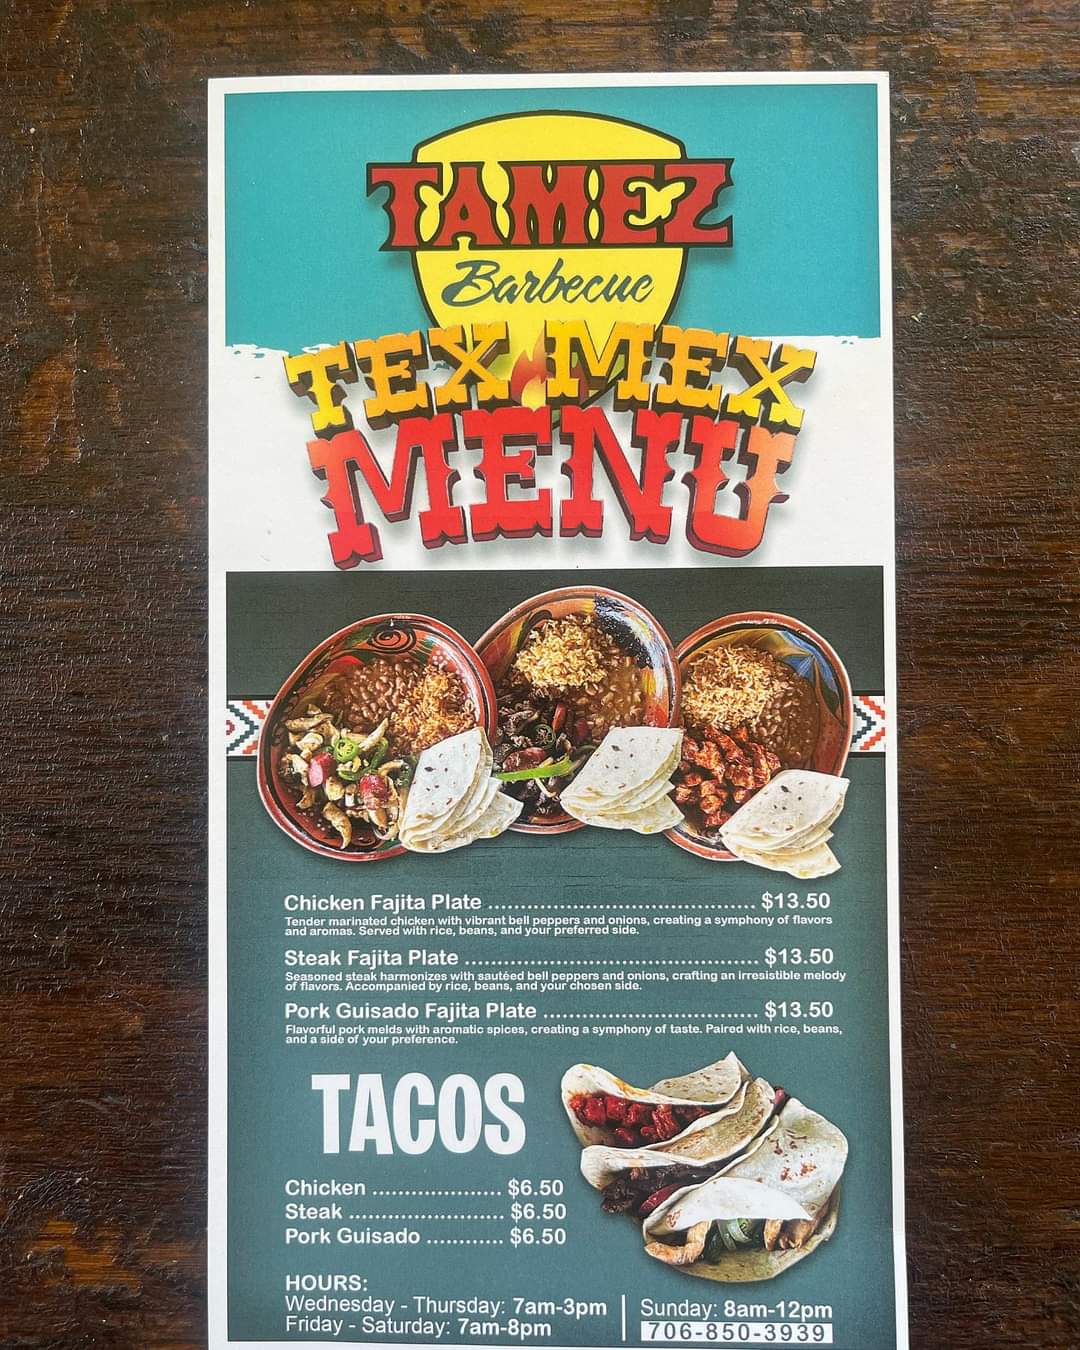 TAMEZ
Barbecue
TEX MEX
MENU
Chicken Fajita Plate ......................................... $13.50
Tender marinated chicken with vibrant bell peppers and onions, creating a symphony of flavors
and aromas. Served with rice, beans, and your preferred side.
Steak Fajita Plate ............................................. $13.50
Seasoned steak harmonizes with sautéed bell peppers and onions, crafting an irresistible melody
of flavors. Accompanied by rice, beans, and your chosen side.
Pork Guisado Fajita Plate ................................. $13.50
Flavorful pork melds with aromatic spices, creating a symphony of taste. Paired with rice, beans,
and a side of your preference.
TACOS
Chicken .................... $6.50
Steak ........................ $6.50
Pork Guisado ............ $6.50
HOURS:
Wednesday - Thursday: 7am-3pm
Friday - Saturday: 7am-8pm
Sunday: 8am-12pm
706-850-3939